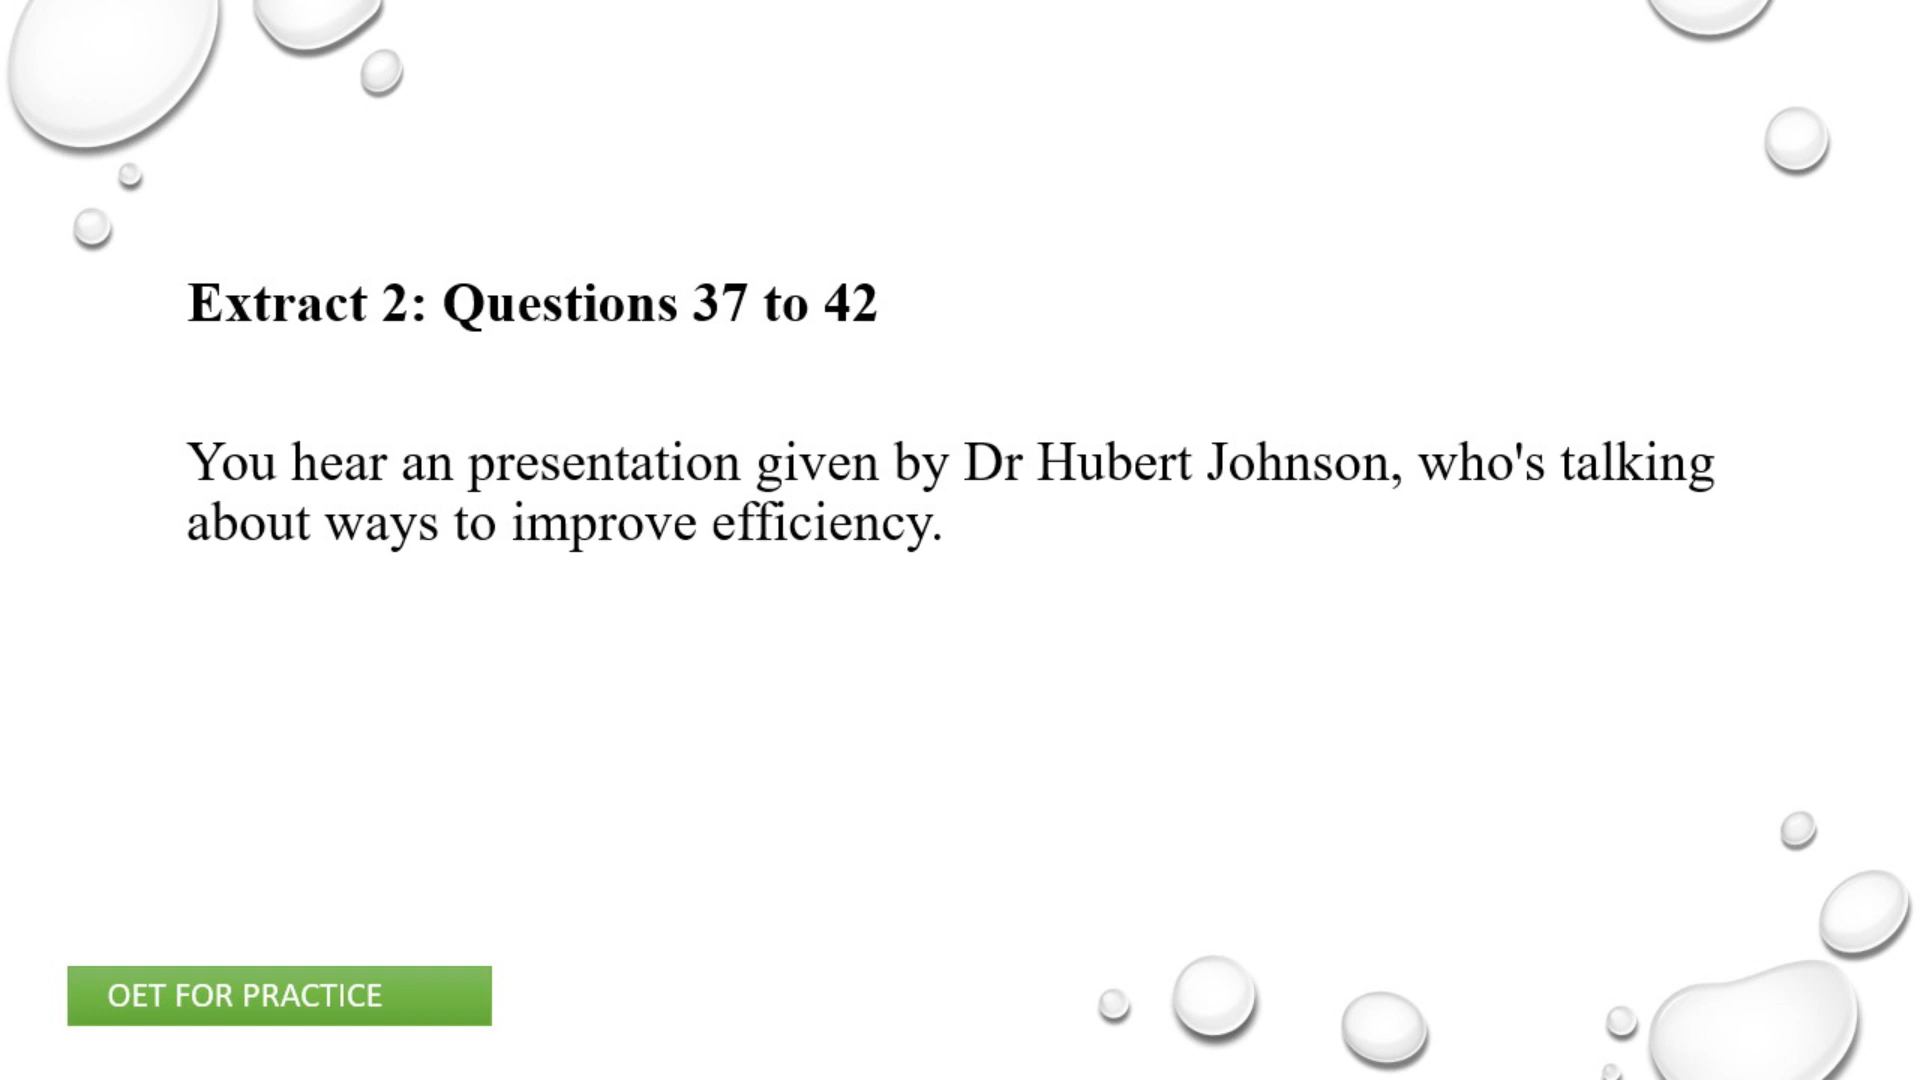 Extract 2: Questions 37 to 42
You hear an presentation given by Dr Hubert Johnson, who's talking
about ways to improve efficiency.
OET FOR PRACTICE